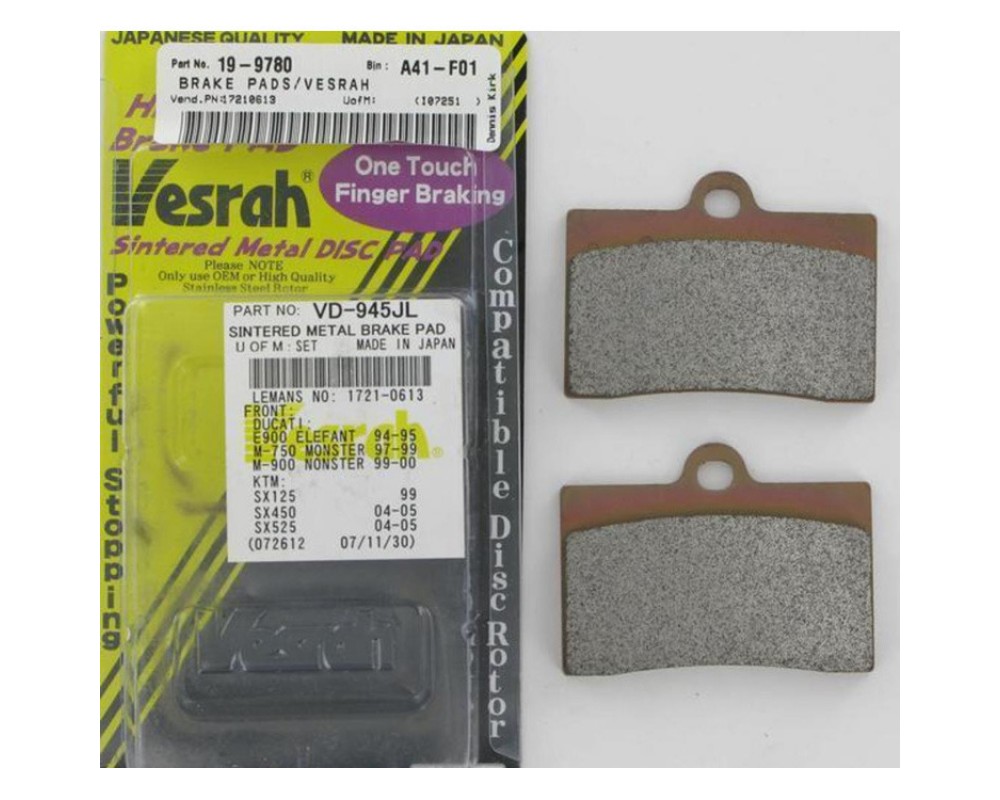 JAPANESE QUALITY MADE IN JAPAN
Part No. 19-9780 Bin: A41-F01
BRAKE PADS/VESRAH
Vend.PN:17210613 UofM: (I07251 )
Dennis Kirk
Vesrah®
One Touch
Finger Braking
Sintered Metal DISC PAD
Please NOTE
Only use OEM or High Quality
Stainless Steel Rotor
Powerful Stopping
Compatible Disc Rotor
PART NO: VD-945JL
SINTERED METAL BRAKE PAD
U OF M: SET MADE IN JAPAN
LEMANS NO: 1721-0613
FRONT:
DUCATI:
E900 ELEFANT 94-95
M-750 MONSTER 97-99
M-900 NONSTER 99-00
KTM:
SX125 99
SX450 04-05
SX525 04-05
(072612 07/11/30)